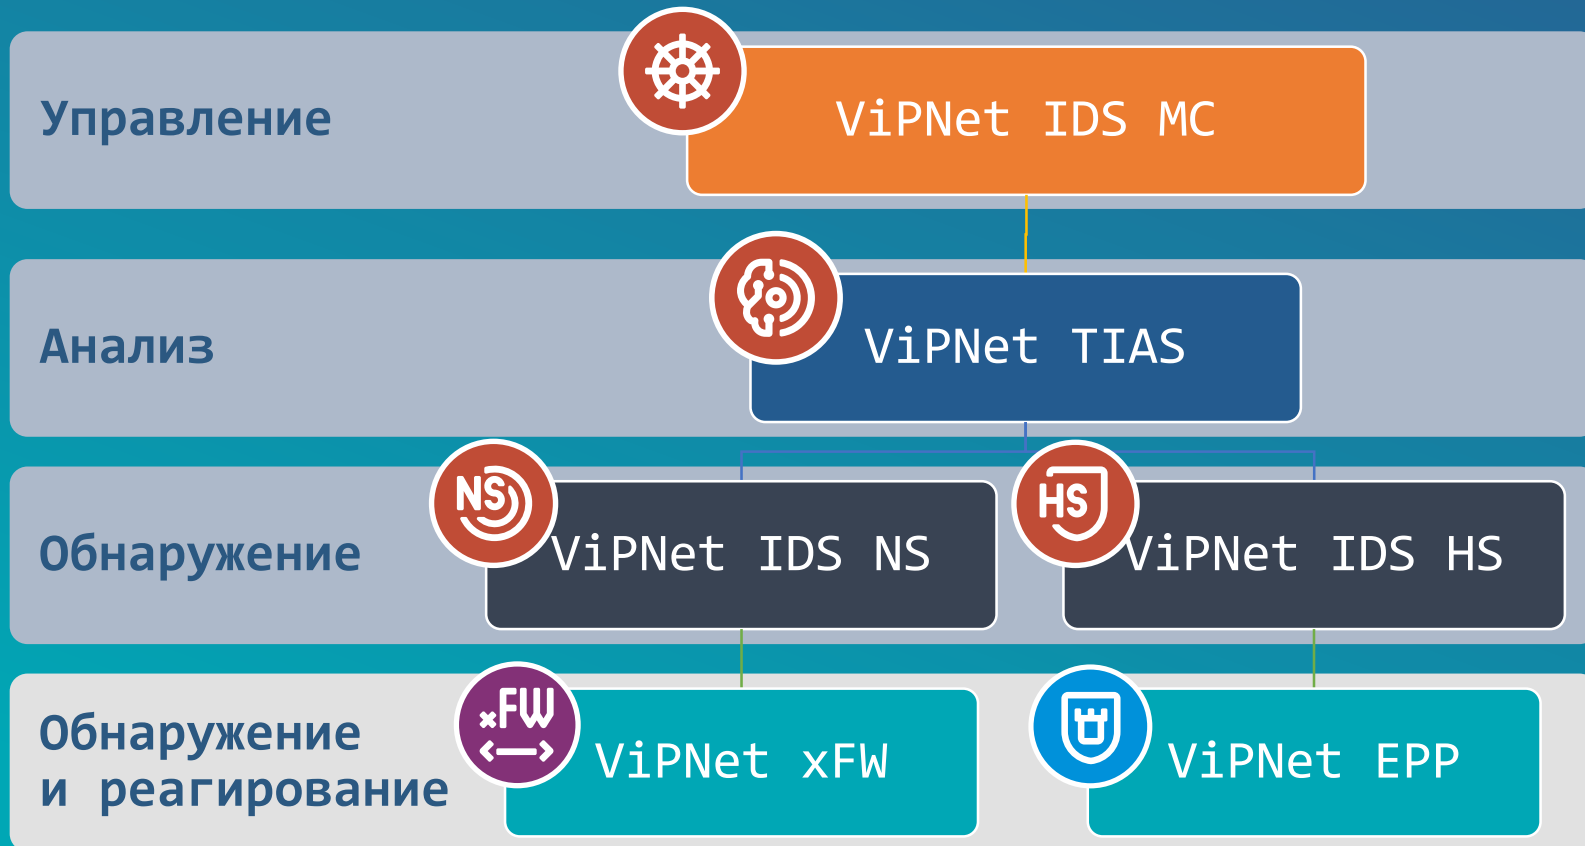 Управление
ViPNet IDS MC
Анализ
ViPNet TIAS
NS
HS
Обнаружение
ViPNet IDS NS
ViPNet IDS HS
xFW
Обнаружение
и реагирование
ViPNet xFW
ViPNet EPP